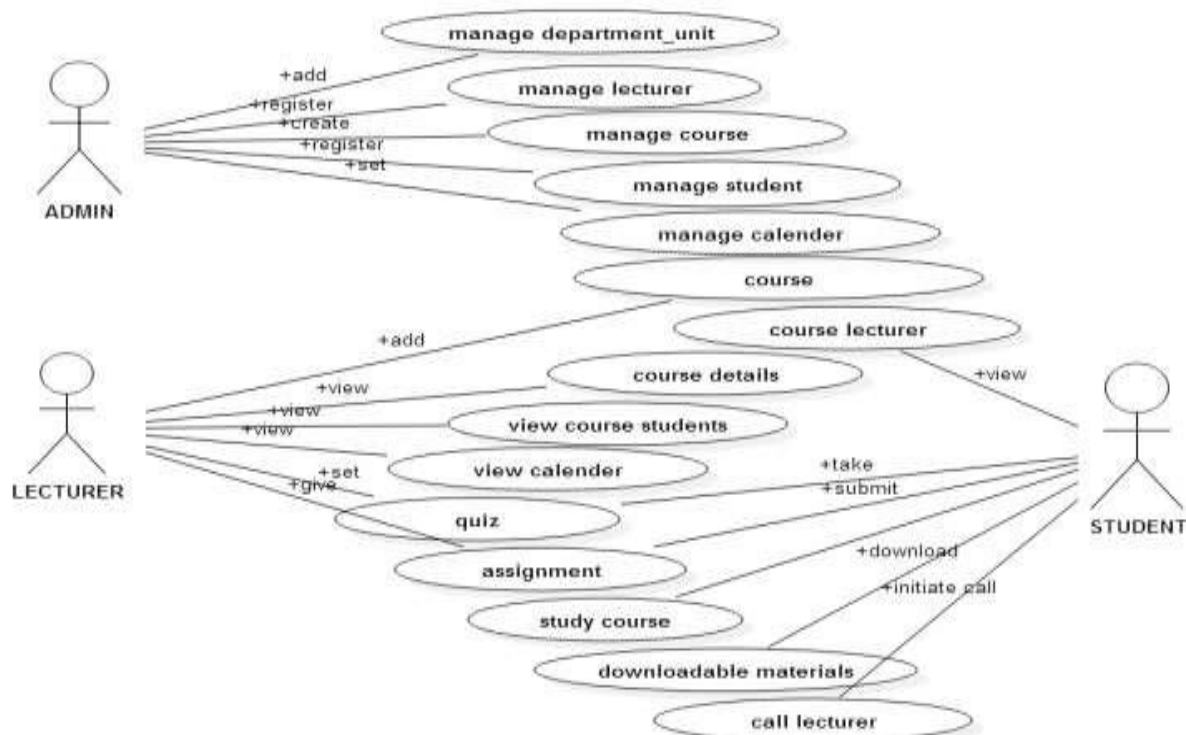 manage department_unit
+add
manage lecturer
+register
+create
manage course
+register
+set
manage student
ADMIN
manage calender
course
course lecturer
+add
+view
course details
+view
+view
view course students
+view
view calender
+take
LECTURER
+set
+give
+submit
quiz
STUDENT
+download
assignment
+initiate call
study course
downloadable materials
call lecturer